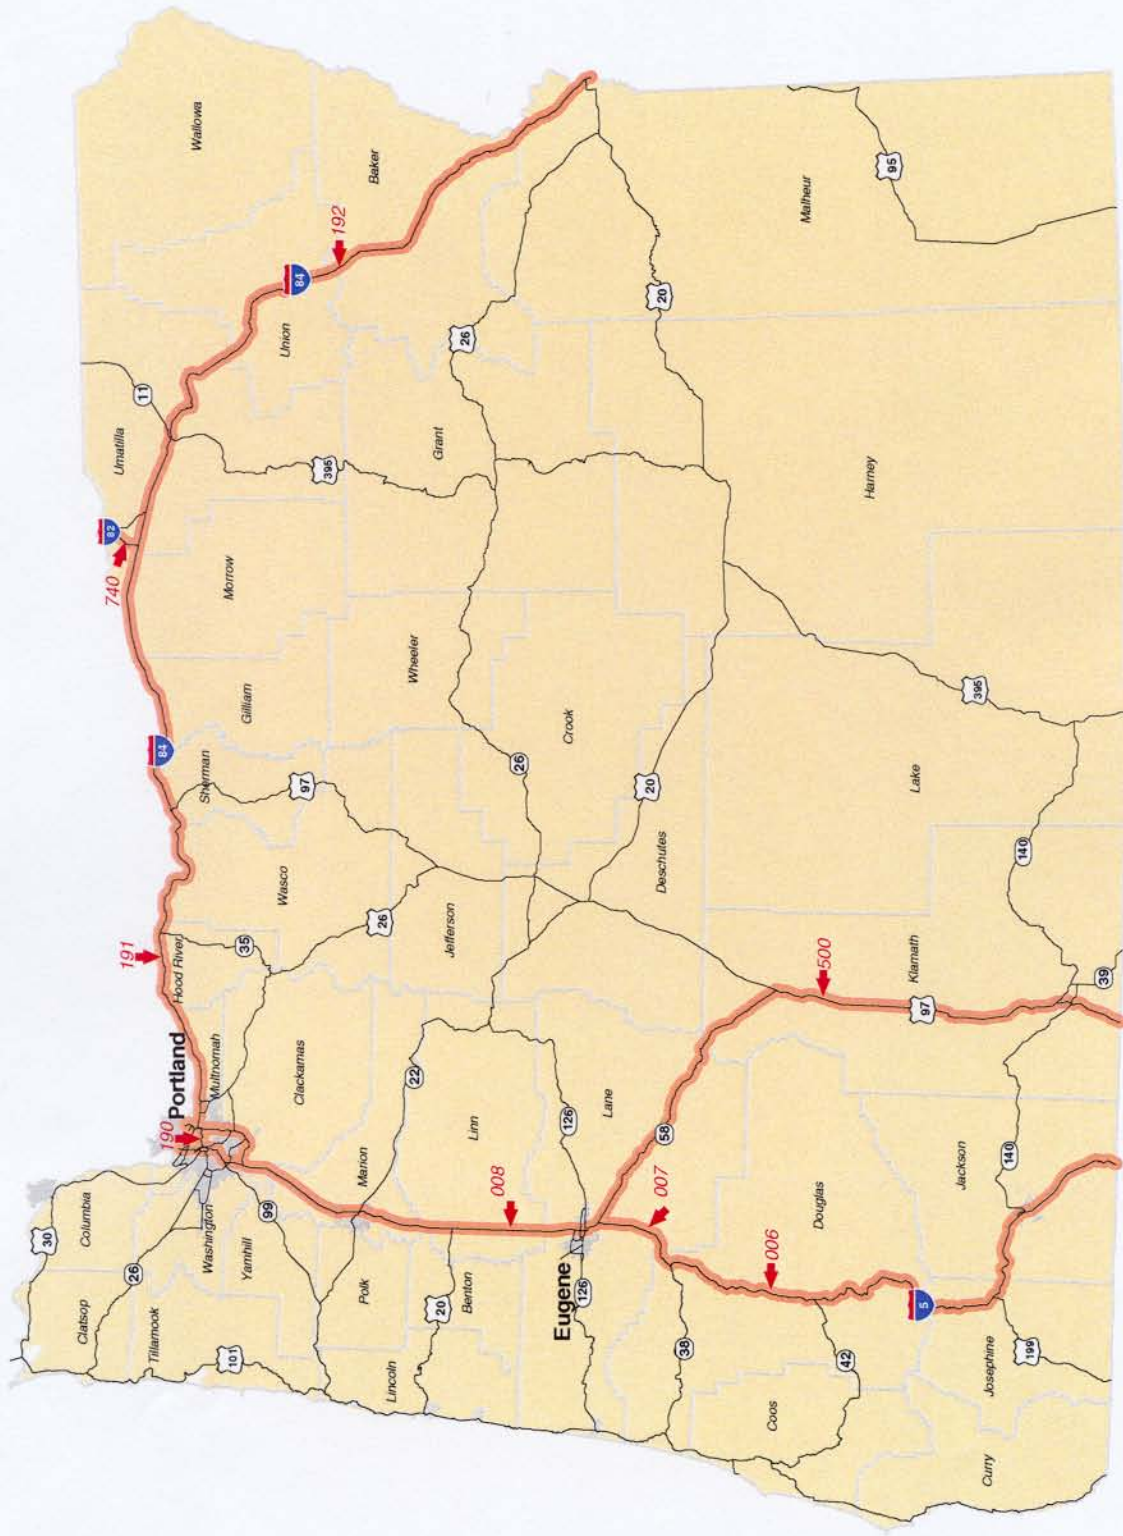 30
Columbia
Clatsop
82
740
Umatilla
11
26
Tillamook
190
Portland
191
84
Wallowa
Washington
Multnomah
Hood River
Sherman
Morrow
101
Yamhill
99
35
Gilliam
Union
84
Clackamas
Wasco
97
395
192
Polk
Marion
26
Baker
Lincoln
22
Wheeler
Grant
20
Benton
Linn
Jefferson
26
008
26
Eugene
126
126
Lane
Crook
38
007
58
Deschutes
20
20
Coos
006
Douglas
500
Malheur
42
5
97
Klamath
Lake
Harney
95
Curry
Josephine
Jackson
395
199
140
140
39